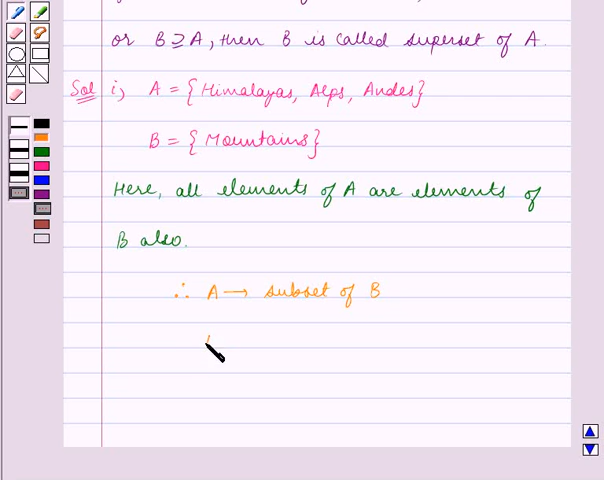 or B ⊇ A, then B is called superset of A.
Sol i, A = {Himalayas, Alps, Andes}
B = { Mountains}
Here, all elements of A are elements of
B also.
∴ A → subset of B